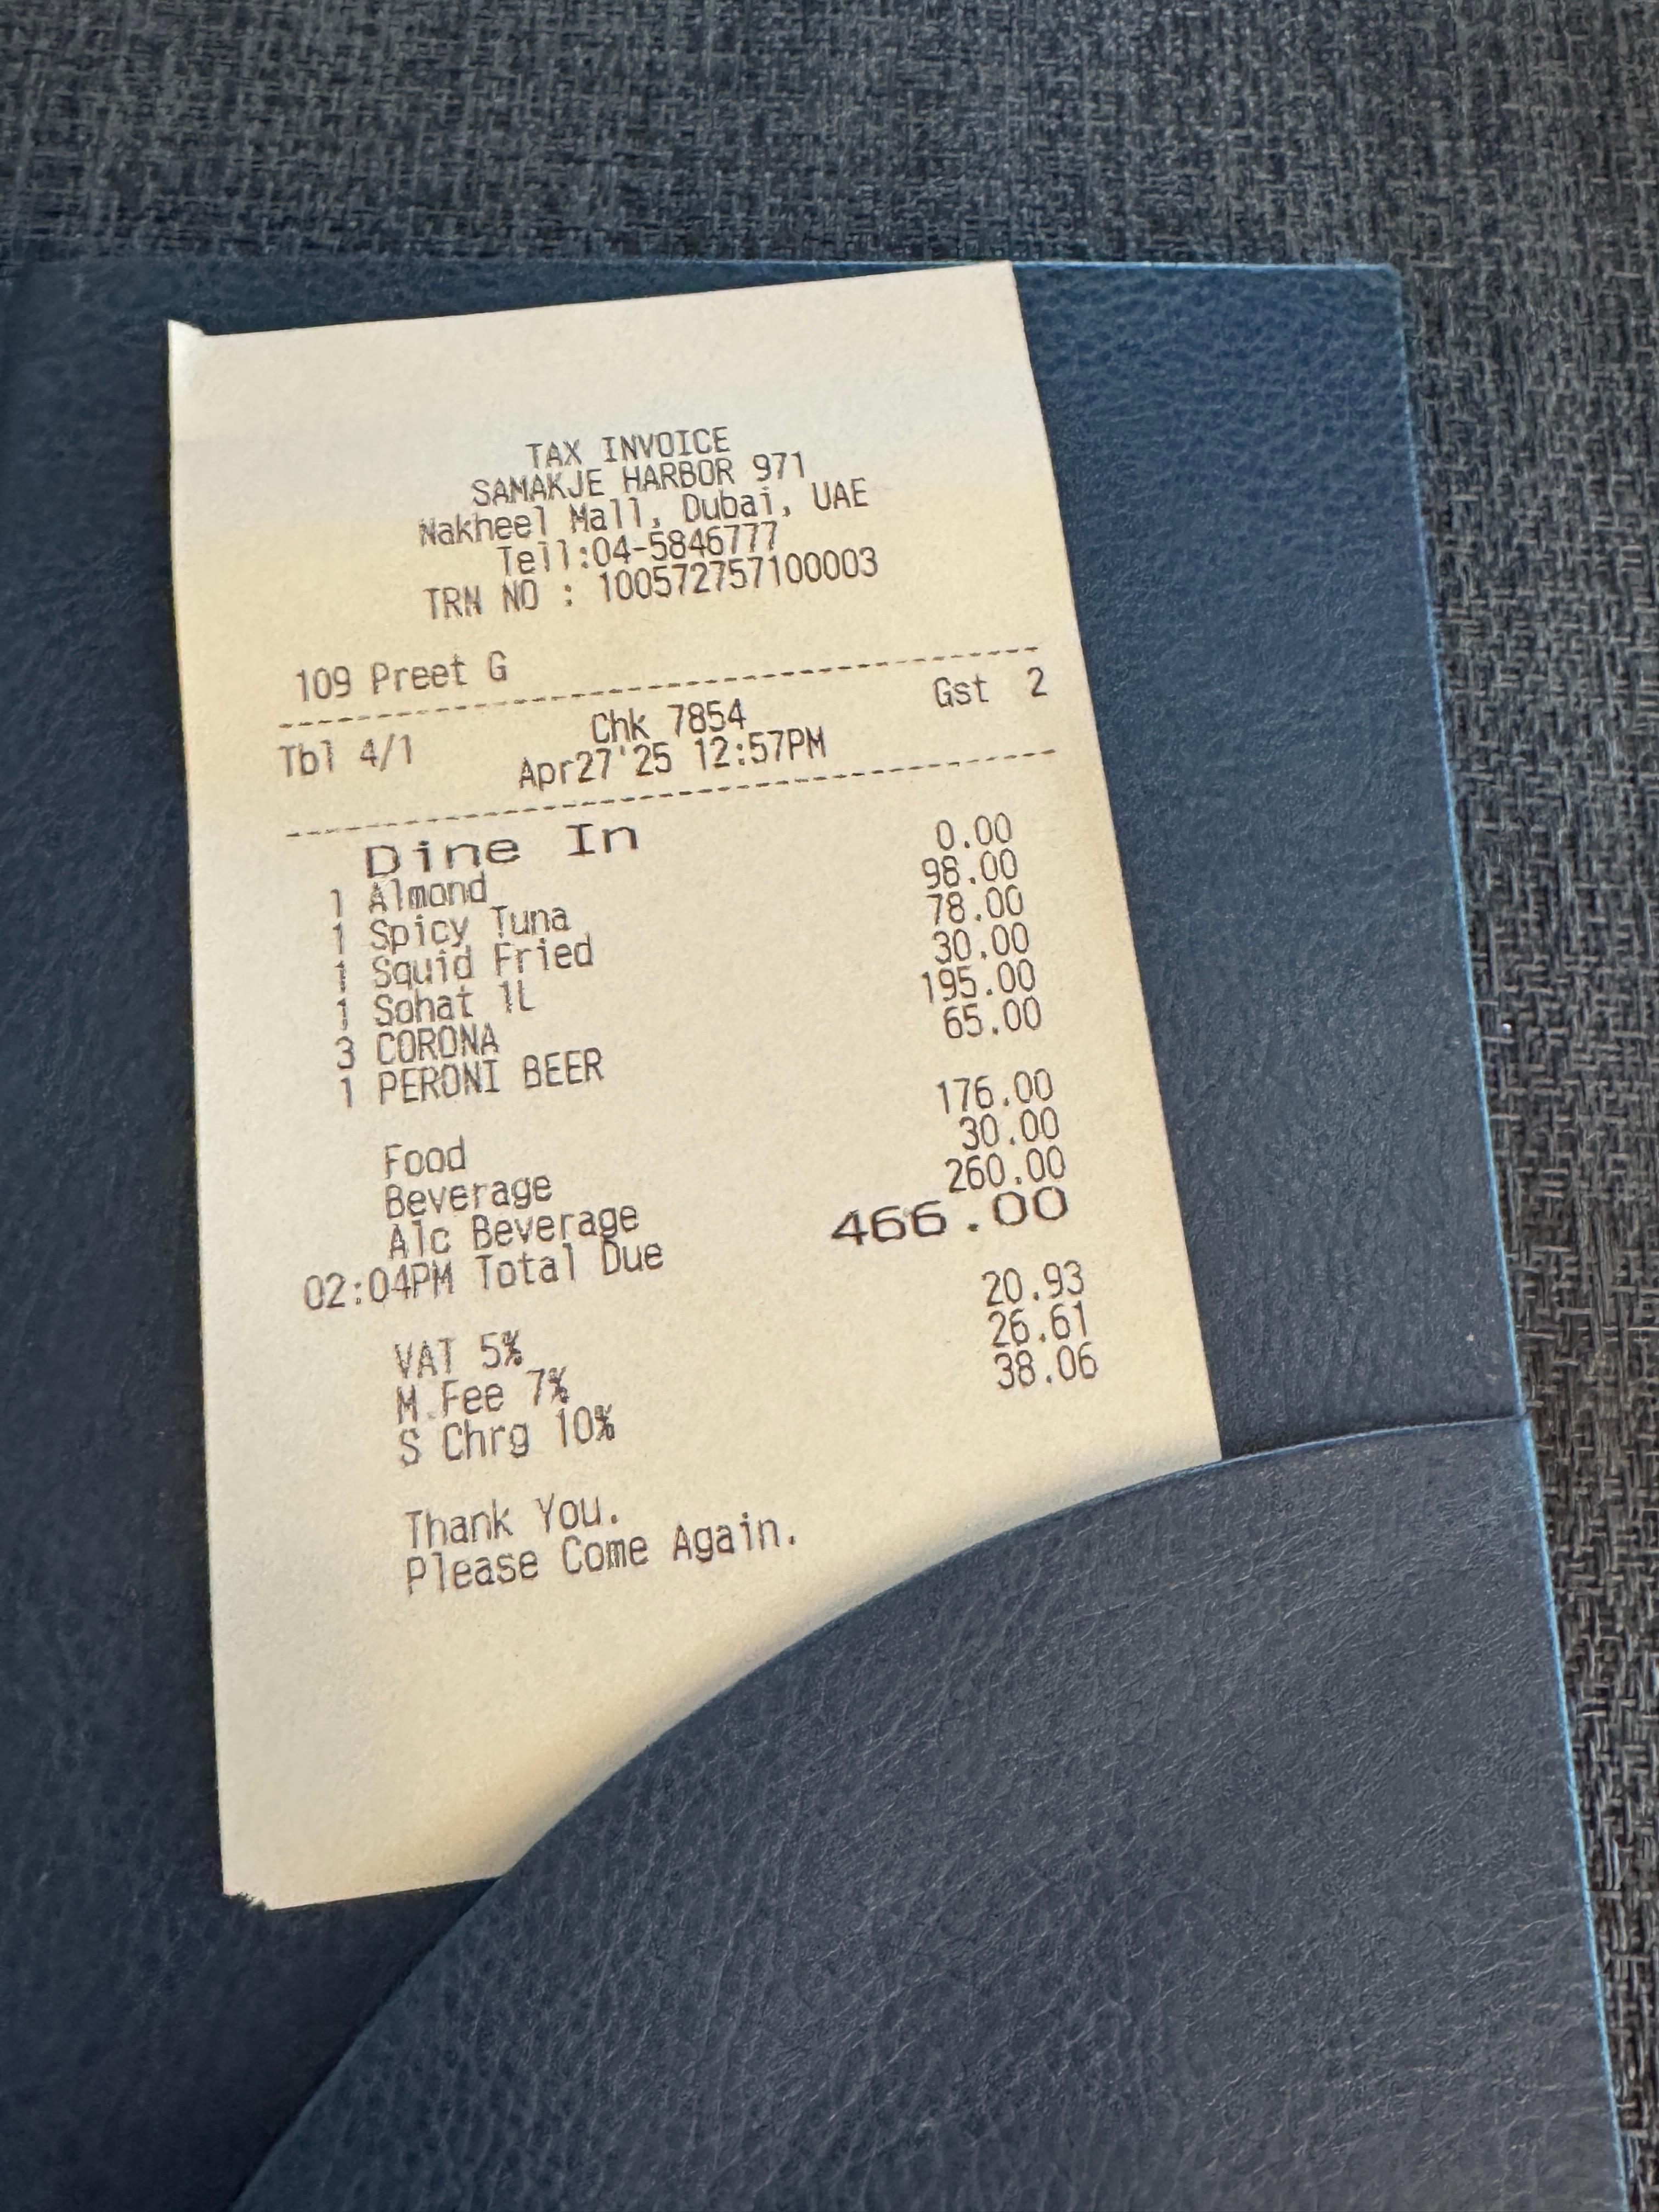 TAX INVOICE
SAMAKJE HARBOR 971
Nakheel Mall, Dubai, UAE
Tell:04-5846777
TRN NO : 100572757100003
109 Preet G
Tbl 4/1 Chk 7854 Gst 2
Apr27'25 12:57PM
Dine In
1 Almond 0.00
1 Spicy Tuna 98.00
1 Squid Fried 78.00
1 Sohat 1L 30.00
3 CORONA 195.00
1 PERONI BEER 65.00
Food 176.00
Beverage 30.00
Alc Beverage 260.00
02:04PM Total Due 466.00
VAT 5% 20.93
M.Fee 7% 26.61
S Chrg 10% 38.06
Thank You.
Please Come Again.